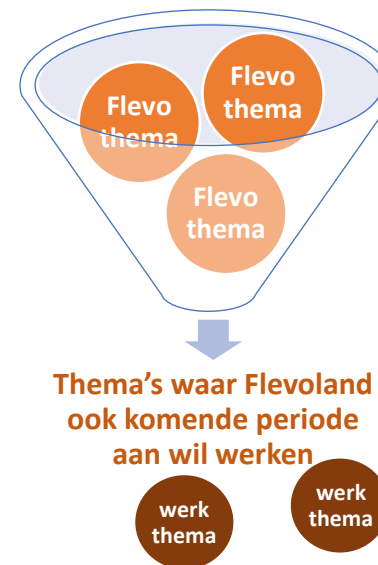 Flevo
thema
Flevo
thema
Flevo
thema
Thema's waar Flevoland
ook komende periode
aan wil werken
werk
thema
werk
thema